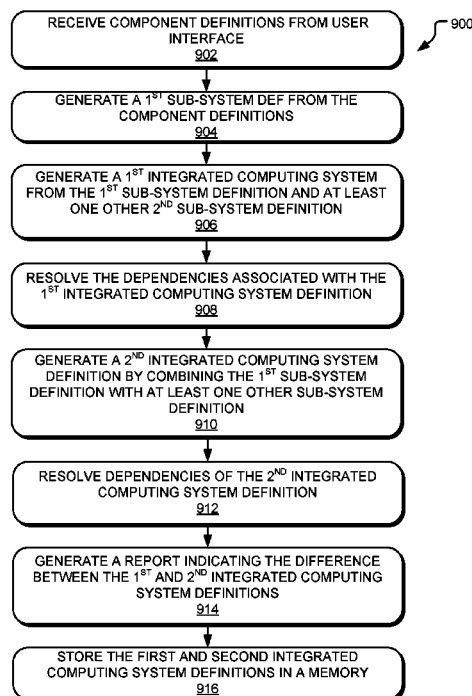 RECEIVE COMPONENT DEFINITIONS FROM USER
INTERFACE
902
900
GENERATE A 1ST SUB-SYSTEM DEF FROM THE
COMPONENT DEFINITIONS
904
GENERATE A 1ST INTEGRATED COMPUTING SYSTEM
FROM THE 1ST SUB-SYSTEM DEFINITION AND AT LEAST
ONE OTHER 2ND SUB-SYSTEM DEFINITION
906
RESOLVE THE DEPENDENCIES ASSOCIATED WITH THE
1ST INTEGRATED COMPUTING SYSTEM DEFINITION
908
GENERATE A 2ND INTEGRATED COMPUTING SYSTEM
DEFINITION BY COMBINING THE 1ST SUB-SYSTEM
DEFINITION WITH AT LEAST ONE OTHER SUB-SYSTEM
DEFINITION
910
RESOLVE DEPENDENCIES OF THE 2ND INTEGRATED
COMPUTING SYSTEM DEFINITION
912
GENERATE A REPORT INDICATING THE DIFFERENCE
BETWEEN THE 1ST AND 2ND INTEGRATED COMPUTING
SYSTEM DEFINITIONS
914
STORE THE FIRST AND SECOND INTEGRATED
COMPUTING SYSTEM DEFINITIONS IN A MEMORY
916